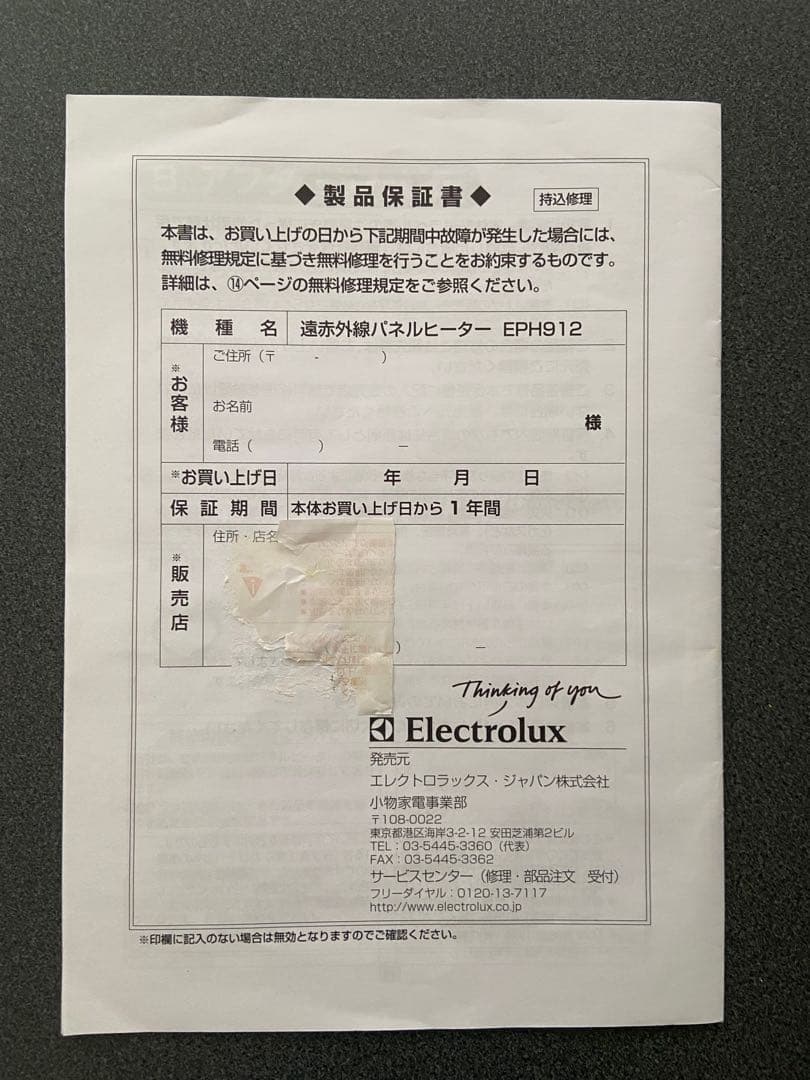 ◆製品保証書◆ 持込修理
本書は、お買い上げの日から下記期間中故障が発生した場合には、
無料修理規定に基づき無料修理を行うことをお約束するものです。
詳細は、⑭ページの無料修理規定をご参照ください。
機種名 遠赤外線パネルヒーター EPH912
※お客様
ご住所(〒 - )
お名前
様
電話( ) −
※お買い上げ日 年 月 日
保証期間 本体お買い上げ日から1年間
※販売店
住所・店名
) −
Thinking of you
Electrolux
発売元
エレクトロラックス・ジャパン株式会社
小物家電事業部
〒108-0022
東京都港区海岸3-2-12 安田芝浦第2ビル
TEL：03-5445-3360（代表）
FAX：03-5445-3362
サービスセンター（修理・部品注文 受付）
フリーダイヤル：0120-13-7117
http://www.electrolux.co.jp
※印欄に記入のない場合は無効となりますのでご確認ください。